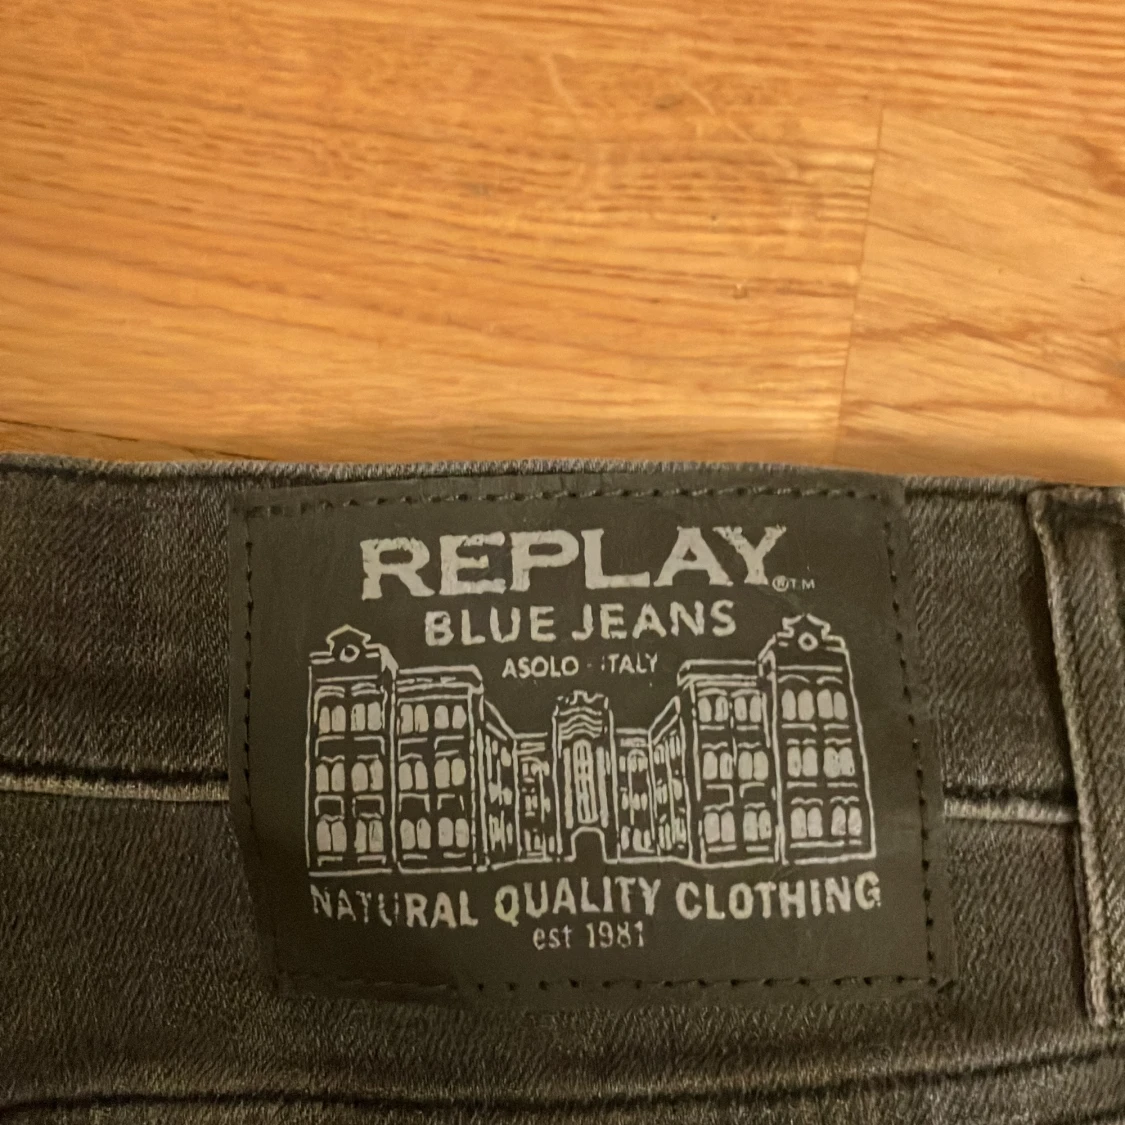 REPLAY ®TM
BLUE JEANS
ASOLO - ITALY
NATURAL QUALITY CLOTHING
est 1981